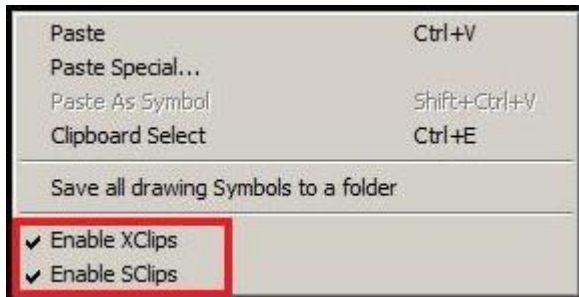 Paste Ctrl+V
Paste Special...
Paste As Symbol Shift+Ctrl+V
Clipboard Select Ctrl+E
Save all drawing Symbols to a folder
Enable XClips
Enable SClips